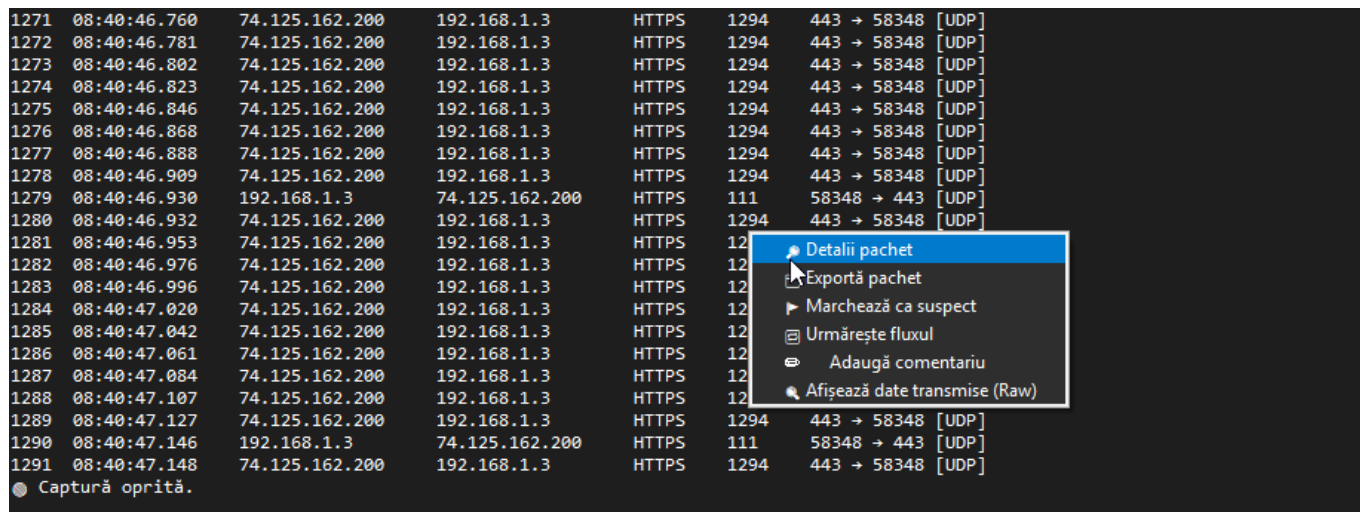 1271 08:40:46.760 74.125.162.200 192.168.1.3 HTTPS 1294 443 → 58348 [UDP]
1272 08:40:46.781 74.125.162.200 192.168.1.3 HTTPS 1294 443 → 58348 [UDP]
1273 08:40:46.802 74.125.162.200 192.168.1.3 HTTPS 1294 443 → 58348 [UDP]
1274 08:40:46.823 74.125.162.200 192.168.1.3 HTTPS 1294 443 → 58348 [UDP]
1275 08:40:46.846 74.125.162.200 192.168.1.3 HTTPS 1294 443 → 58348 [UDP]
1276 08:40:46.868 74.125.162.200 192.168.1.3 HTTPS 1294 443 → 58348 [UDP]
1277 08:40:46.888 74.125.162.200 192.168.1.3 HTTPS 1294 443 → 58348 [UDP]
1278 08:40:46.909 74.125.162.200 192.168.1.3 HTTPS 1294 443 → 58348 [UDP]
1279 08:40:46.930 192.168.1.3 74.125.162.200 HTTPS 111 58348 → 443 [UDP]
1280 08:40:46.932 74.125.162.200 192.168.1.3 HTTPS 1294 443 → 58348 [UDP]
1281 08:40:46.953 74.125.162.200 192.168.1.3 HTTPS 12
1282 08:40:46.976 74.125.162.200 192.168.1.3 HTTPS 12
1283 08:40:46.996 74.125.162.200 192.168.1.3 HTTPS 12
1284 08:40:47.020 74.125.162.200 192.168.1.3 HTTPS 12
1285 08:40:47.042 74.125.162.200 192.168.1.3 HTTPS 12
1286 08:40:47.061 74.125.162.200 192.168.1.3 HTTPS 12
1287 08:40:47.084 74.125.162.200 192.168.1.3 HTTPS 12
1288 08:40:47.107 74.125.162.200 192.168.1.3 HTTPS 12
1289 08:40:47.127 74.125.162.200 192.168.1.3 HTTPS 1294 443 → 58348 [UDP]
1290 08:40:47.146 192.168.1.3 74.125.162.200 HTTPS 111 58348 → 443 [UDP]
1291 08:40:47.148 74.125.162.200 192.168.1.3 HTTPS 1294 443 → 58348 [UDP]
Captură oprită.
Detalii pachet
Exportă pachet
Marchează ca suspect
Urmărește fluxul
Adaugă comentariu
Afișează date transmise (Raw)